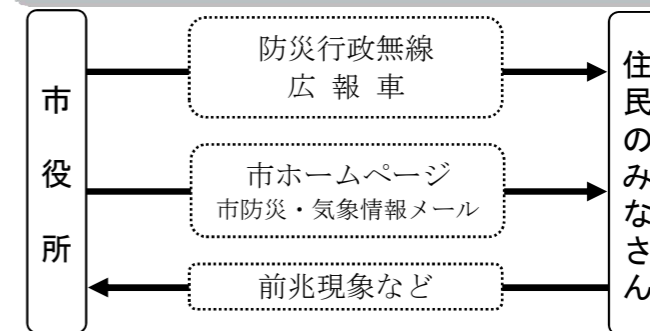 市役所
防災行政無線
広報車
市ホームページ
市防災・気象情報メール
前兆現象など
住民のみなさん